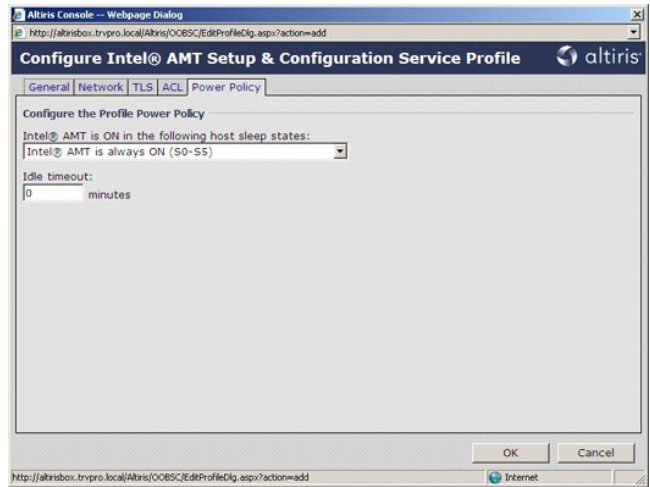 Altiris Console -- Webpage Dialog
http://altirisbox.trvpro.local/Altiris/OOBSC/EditProfileDlg.aspx?action=add
Configure Intel® AMT Setup & Configuration Service Profile
altiris
General Network TLS ACL Power Policy
Configure the Profile Power Policy
Intel® AMT is ON in the following host sleep states:
Intel® AMT is always ON (S0-S5)
Idle timeout:
0 minutes
OK Cancel
http://altirisbox.trvpro.local/Altiris/OOBSC/EditProfileDlg.aspx?action=add Internet